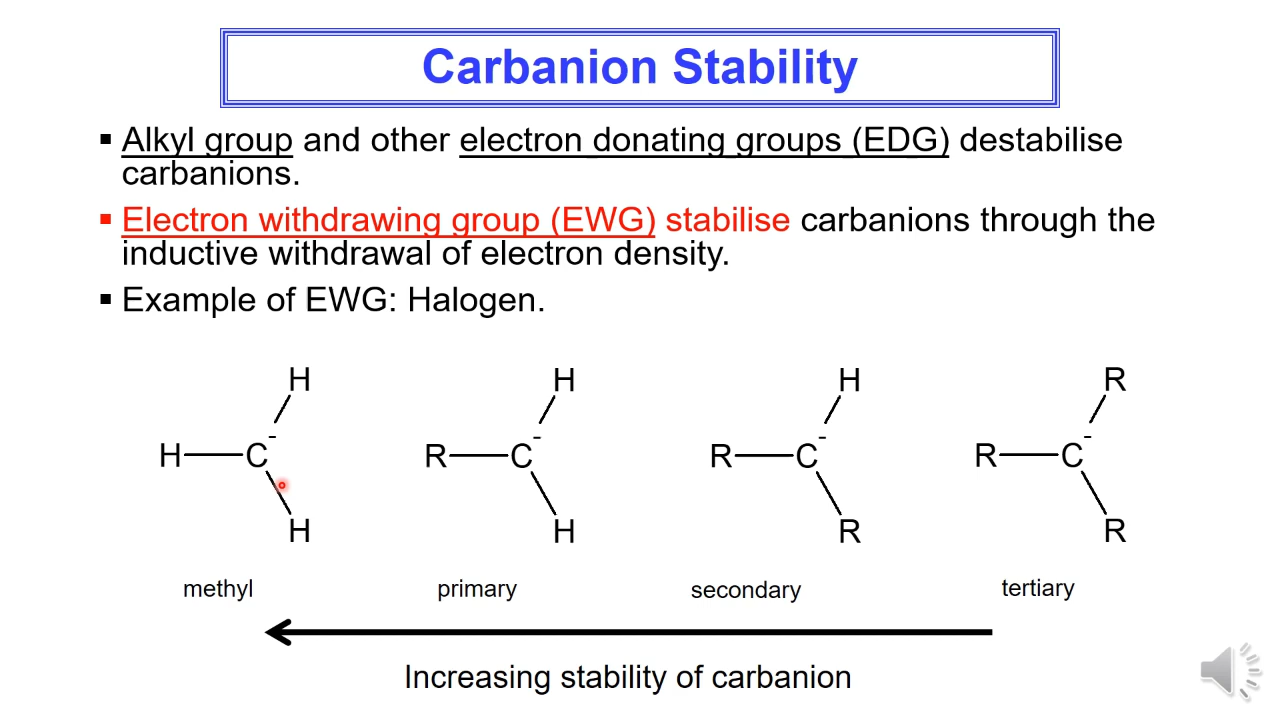 Carbanion Stability
▪ Alkyl group and other electron donating groups (EDG) destabilise
carbanions.
▪ Electron withdrawing group (EWG) stabilise carbanions through the
inductive withdrawal of electron density.
▪ Example of EWG: Halogen.
H H H R
H C - R C - R C - R C -
H H R R
methyl primary secondary tertiary
Increasing stability of carbanion